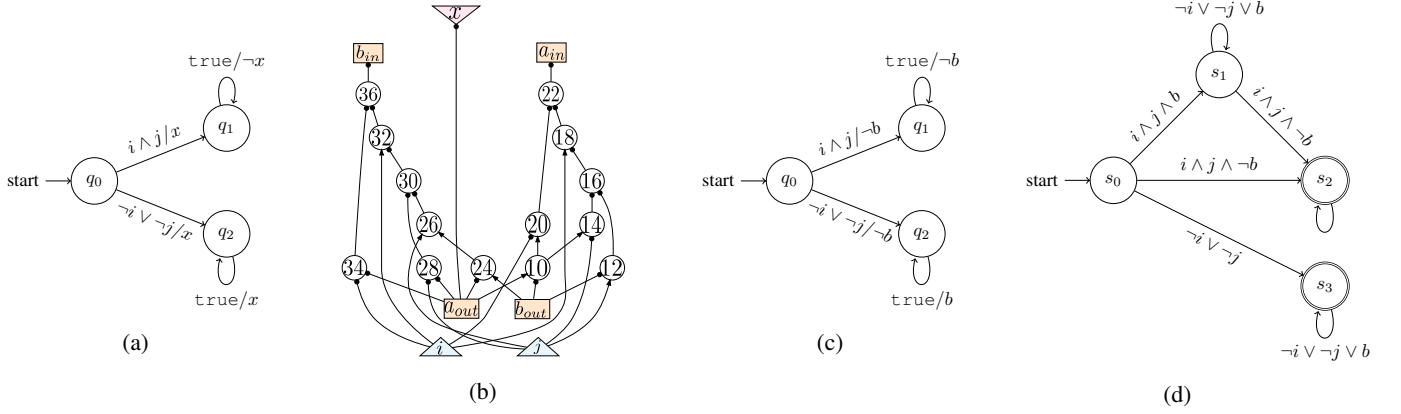 true/¬x
i ∧ j/x
q₁
start
q₀
¬i ∨ ¬j/x
q₂
true/x
(a)
x
b_in
a_in
36
22
32
18
30
16
26
20
14
34
28
24
10
12
a_out
b_out
i
j
(b)
true/¬b
i ∧ j/¬b
q₁
start
q₀
¬i ∨ ¬j/¬b
q₂
true/b
(c)
¬i ∨ ¬j ∨ b
s₁
i ∧ j ∧ b
i ∧ j ∧ ¬b
start
s₀
i ∧ j ∧ ¬b
s₂
¬i ∨ ¬j
s₃
¬i ∨ ¬j ∨ b
(d)